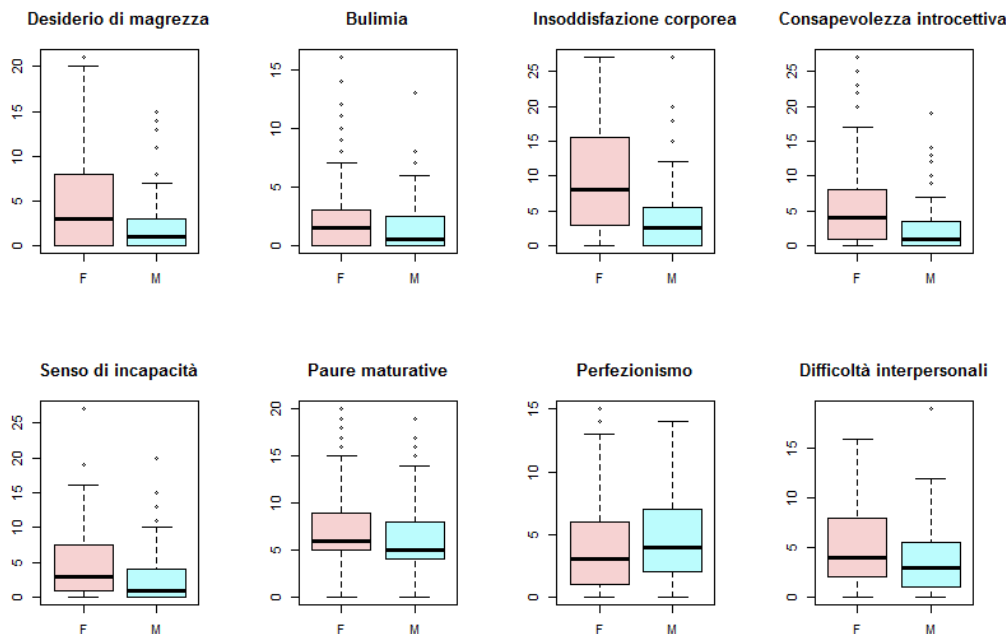 Desiderio di magrezza
20
15
10
5
0
F M
Bulimia
15
10
5
0
F M
Insoddisfazione corporea
25
20
15
10
5
0
F M
Consapevolezza introcettiva
25
20
15
10
5
0
F M
Senso di incapacità
25
20
15
10
5
0
F M
Paure maturative
20
15
10
5
0
F M
Perfezionismo
15
10
5
0
F M
Difficoltà interpersonali
15
10
5
0
F M